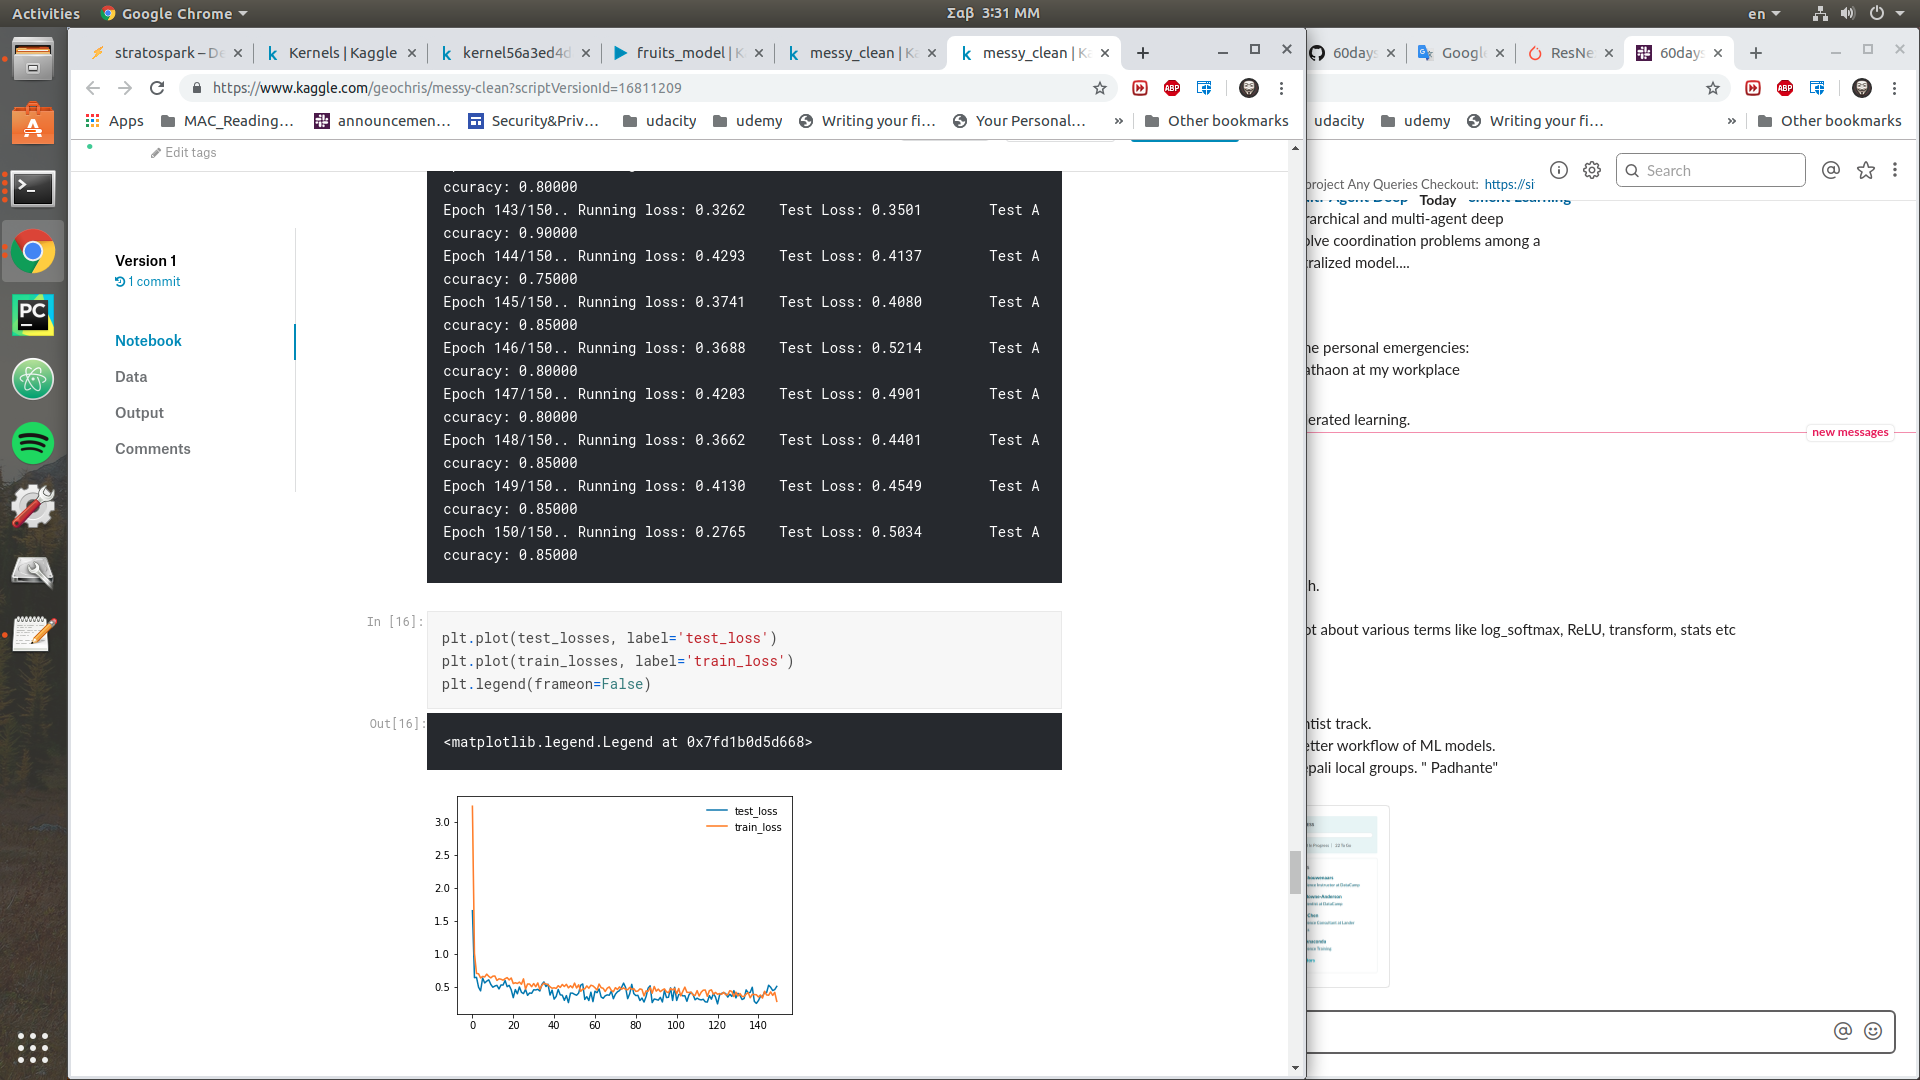 Activities
Google Chrome
Σαβ 3:31 ΜΜ
en
stratospark – De
Kernels | Kaggle
kernel56a3ed4d
fruits_model | K
messy_clean | Ka
messy_clean | Ka
60days
Google
ResNe
60days
https://www.kaggle.com/geochris/messy-clean?scriptVersionId=16811209
Apps
MAC_Reading...
announcemen...
Security&Priv...
udacity
udemy
Writing your fi...
Your Personal...
»
Other bookmarks
udacity
udemy
Writing your fi...
»
Other bookmarks
Edit tags
Version 1
1 commit
Notebook
Data
Output
Comments
ccuracy: 0.80000
Epoch 143/150.. Running loss: 0.3262 Test Loss: 0.3501 Test A
ccuracy: 0.90000
Epoch 144/150.. Running loss: 0.4293 Test Loss: 0.4137 Test A
ccuracy: 0.75000
Epoch 145/150.. Running loss: 0.3741 Test Loss: 0.4080 Test A
ccuracy: 0.85000
Epoch 146/150.. Running loss: 0.3688 Test Loss: 0.5214 Test A
ccuracy: 0.80000
Epoch 147/150.. Running loss: 0.4203 Test Loss: 0.4901 Test A
ccuracy: 0.80000
Epoch 148/150.. Running loss: 0.3662 Test Loss: 0.4401 Test A
ccuracy: 0.85000
Epoch 149/150.. Running loss: 0.4130 Test Loss: 0.4549 Test A
ccuracy: 0.85000
Epoch 150/150.. Running loss: 0.2765 Test Loss: 0.5034 Test A
ccuracy: 0.85000
In [16]:
plt.plot(test_losses, label='test_loss')
plt.plot(train_losses, label='train_loss')
plt.legend(frameon=False)
Out[16]:
<matplotlib.legend.Legend at 0x7fd1b0d5d668>
test_loss
train_loss
3.0
2.5
2.0
1.5
1.0
0.5
0 20 40 60 80 100 120 140
Search
project Any Queries Checkout: https://si
Today
rarchical and multi-agent deep
olve coordination problems among a
tralized model....
ne personal emergencies:
athaon at my workplace
erated learning.
new messages
h.
ot about various terms like log_softmax, ReLU, transform, stats etc
ntist track.
etter workflow of ML models.
epali local groups. " Padhante"